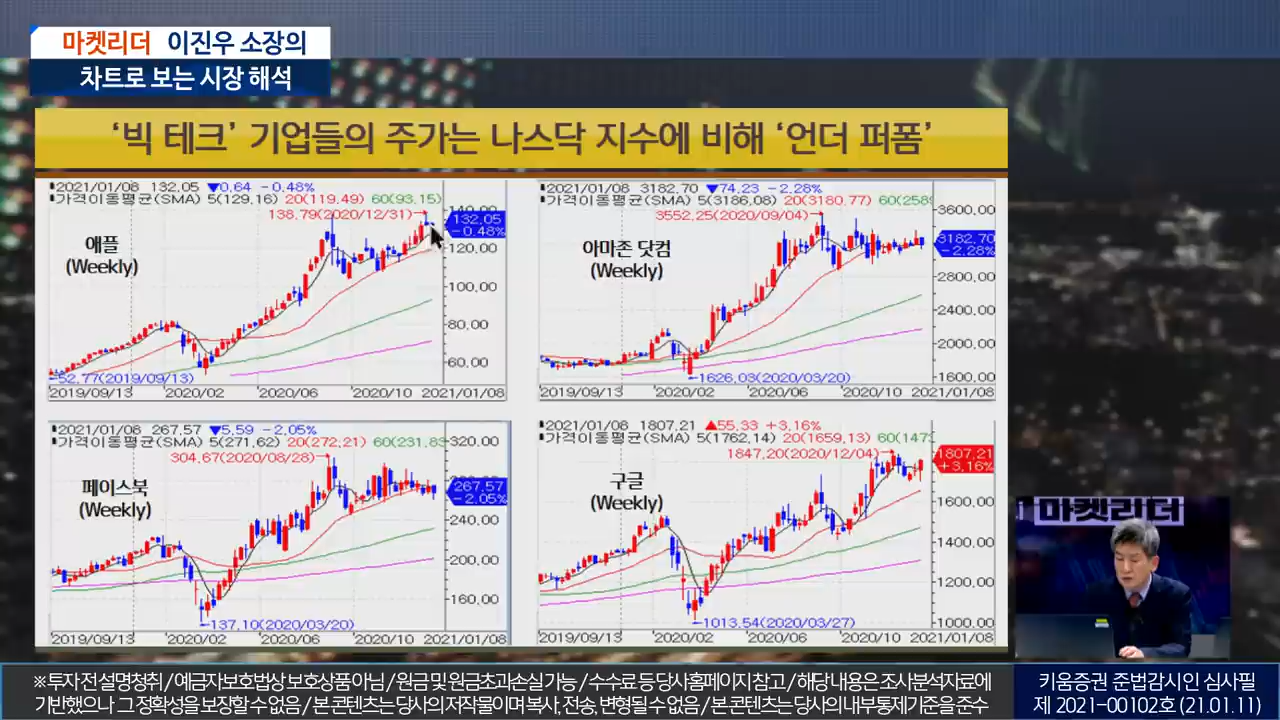 마켓리더 이진우 소장의
차트로 보는 시장 해석
‘빅 테크’ 기업들의 주가는 나스닥 지수에 비해 ‘언더 퍼폼’
2021/01/08 132.05 ▼0.64 -0.48%
가격이동평균(SMA) 5(129.16) 20(119.49) 60(93.15)
138.79(2020/12/31)→
140.00
132.05
-0.48%
애플
(Weekly)
120.00
100.00
80.00
60.00
←52.77(2019/09/13)
2019/09/13 2020/02 2020/06 2020/10 2021/01/08
2021/01/08 3182.70 ▼74.23 -2.28%
가격이동평균(SMA) 5(3186.08) 20(3180.77) 60(258
3552.25(2020/09/04)→
3600.00
3182.70
-2.28%
아마존 닷컴
(Weekly)
2800.00
2400.00
2000.00
1600.00
←1626.03(2020/03/20)
2019/09/13 2020/02 2020/06 2020/10 2021/01/08
2021/01/08 267.57 ▼5.59 -2.05%
가격이동평균(SMA) 5(271.62) 20(272.21) 60(231.83
304.67(2020/08/28)→
320.00
267.57
-2.05%
페이스북
(Weekly)
240.00
200.00
160.00
←137.10(2020/03/20)
2019/09/13 2020/02 2020/06 2020/10 2021/01/08
2021/01/08 1807.21 ▲55.33 +3.16%
가격이동평균(SMA) 5(1762.14) 20(1659.13) 60(147
1847.20(2020/12/04)→
1807.21
+3.16%
구글
(Weekly)
1600.00
1400.00
1200.00
1000.00
←1013.54(2020/03/27)
2019/09/13 2020/02 2020/06 2020/10 2021/01/08
마켓리더
※투자 전 설명청취 / 예금자보호법상 보호상품 아님 / 원금 및 원금초과손실 가능 / 수수료 등 당사홈페이지 참고 / 해당 내용은 조사분석자료에
기반했으나 그 정확성을 보장할 수 없음 / 본 콘텐츠는 당사의 저작물이며 복사, 전송, 변형될 수 없음 / 본 콘텐츠는 당사의 내부통제기준을 준수
키움증권 준법감시인 심사필
제 2021-00102호 (21.01.11)